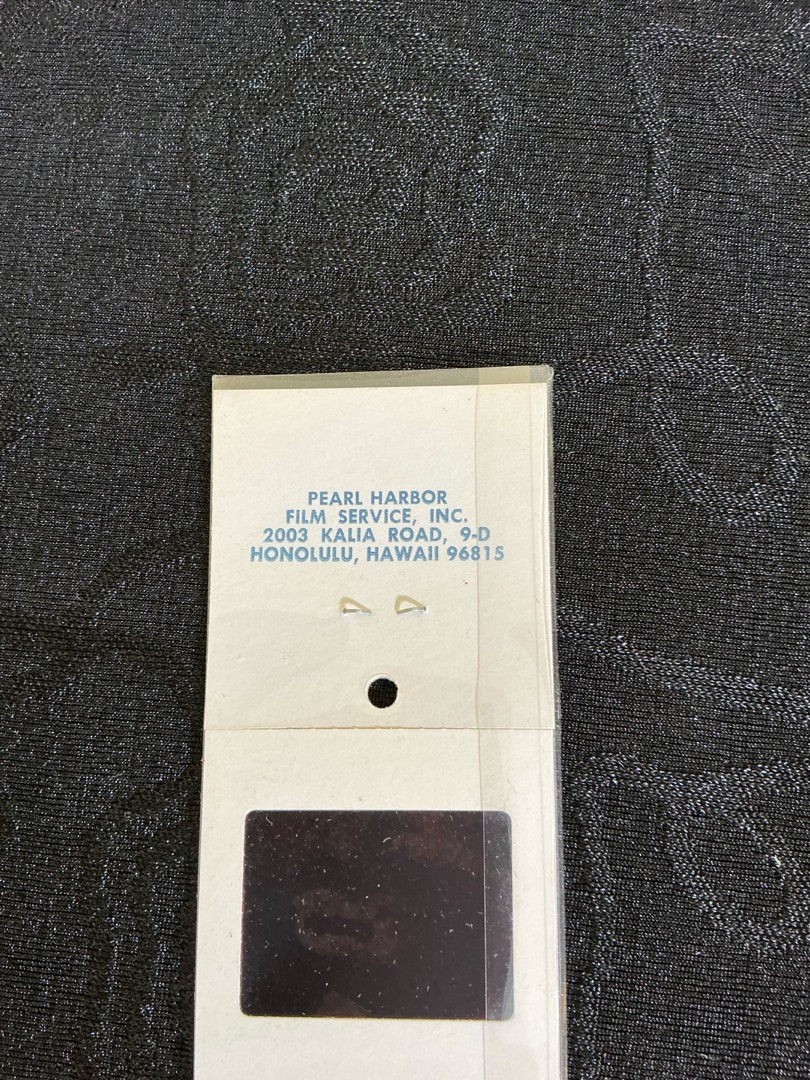 PEARL HARBOR
FILM SERVICE, INC.
2003 KALIA ROAD, 9-D
HONOLULU, HAWAII 96815